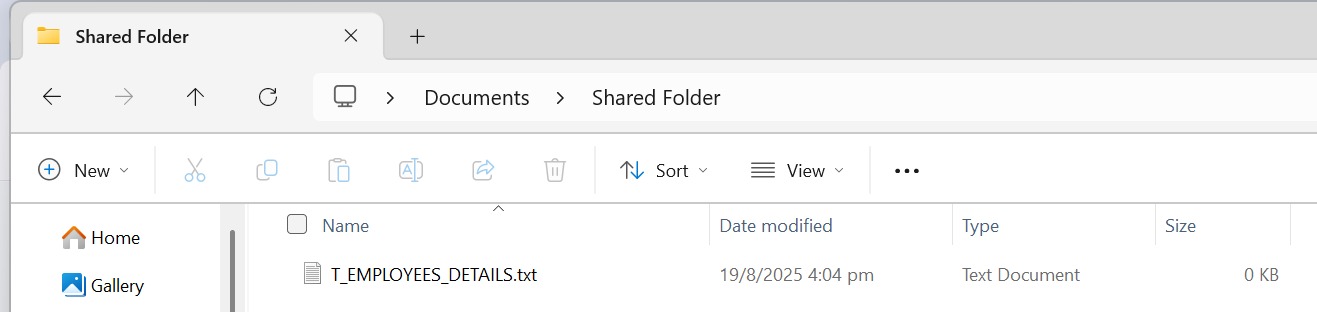 Shared Folder
Documents > Shared Folder
New
Sort
View
Name Date modified Type Size
Home
T_EMPLOYEES_DETAILS.txt 19/8/2025 4:04 pm Text Document 0 KB
Gallery